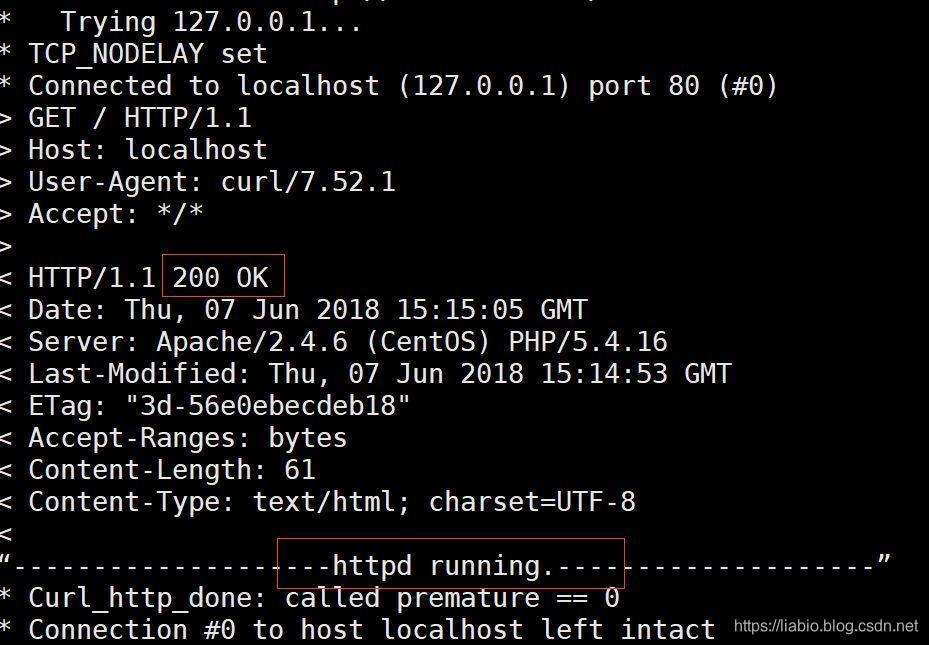 *   Trying 127.0.0.1...
* TCP_NODELAY set
* Connected to localhost (127.0.0.1) port 80 (#0)
> GET / HTTP/1.1
> Host: localhost
> User-Agent: curl/7.52.1
> Accept: */*
>
< HTTP/1.1 200 OK
< Date: Thu, 07 Jun 2018 15:15:05 GMT
< Server: Apache/2.4.6 (CentOS) PHP/5.4.16
< Last-Modified: Thu, 07 Jun 2018 15:14:53 GMT
< ETag: "3d-56e0ebecdeb18"
< Accept-Ranges: bytes
< Content-Length: 61
< Content-Type: text/html; charset=UTF-8
<
“--------------------httpd running.--------------------”
* Curl_http_done: called premature == 0
* Connection #0 to host localhost left intact
https://liabio.blog.csdn.net